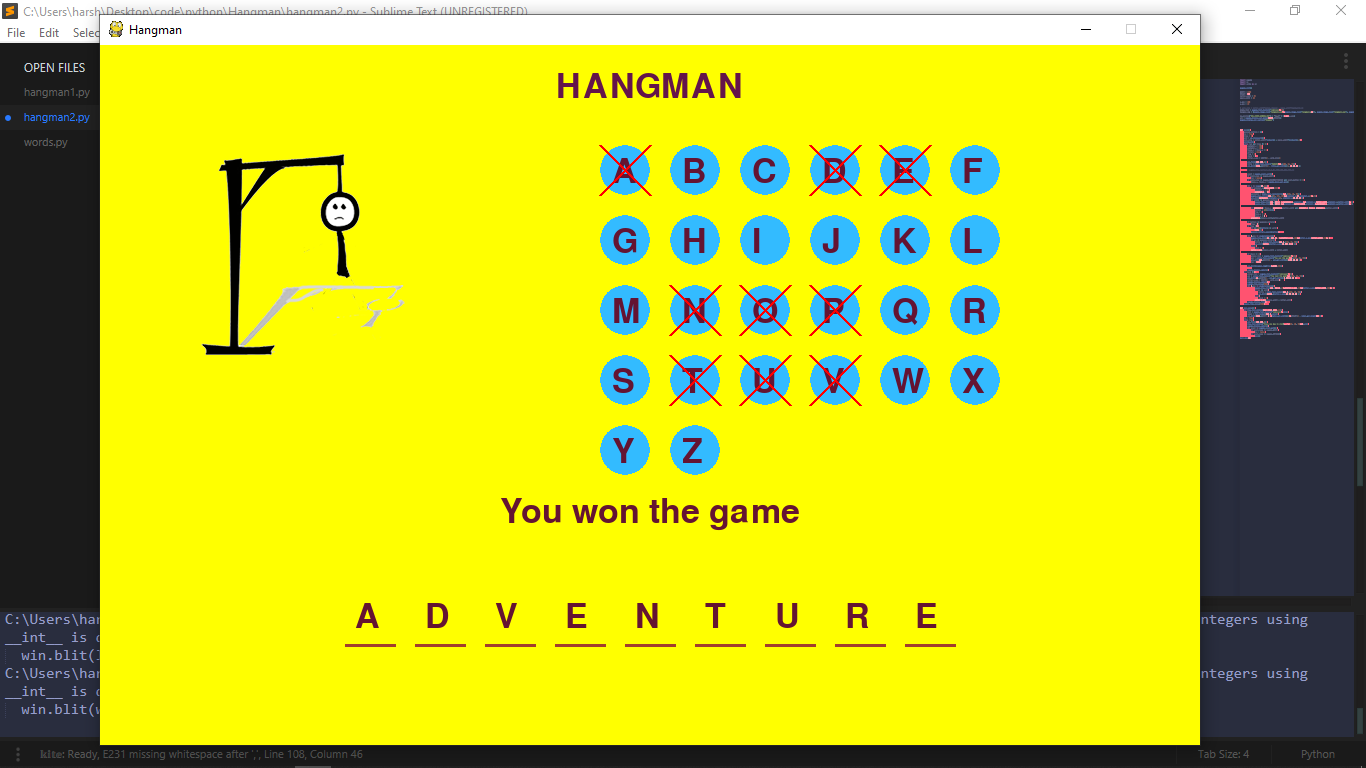 C:\Users\harsh\Desktop\code\python\Hangman\hangman2.py - Sublime Text (UNREGISTERED)
Hangman
File Edit Selec
OPEN FILES
hangman1.py
hangman2.py
words.py
HANGMAN
A B C D E F
G H I J K L
M N O P Q R
S T U V W X
Y Z
You won the game
A D V E N T U R E
C:\Users\har ntegers using
__int__ is
win.blit(
C:\Users\har ntegers using
__int__ is
win.blit(
kite: Ready, E231 missing whitespace after ',', Line 108, Column 46 Tab Size: 4 Python